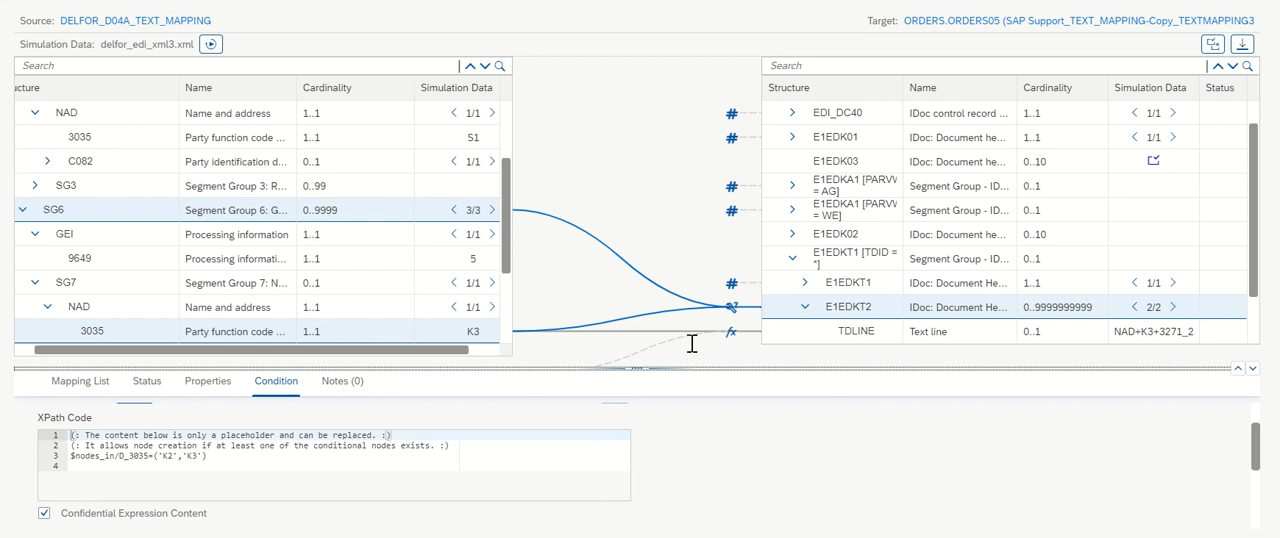 Source: DELFOR_D04A_TEXT_MAPPING Target: ORDERS.ORDERS05 (SAP Support_TEXT_MAPPING-Copy_TEXTMAPPING3
Simulation Data: delfor_edi_xml3.xml
Search Search
ucture Name Cardinality Simulation Data Structure Name Cardinality Simulation Data Status
NAD Name and address 1..1 1/1 # EDI_DC40 IDoc control record ... 1..1 1/1
3035 Party function code ... 1..1 S1 # E1EDK01 IDoc: Document he... 1..1 1/1
C082 Party identification d... 0..1 1/1 E1EDK03 IDoc: Document he... 0..10
SG3 Segment Group 3: R... 0..99 # E1EDKA1 [PARVW = AG] Segment Group - ID... 0..1
SG6 Segment Group 6: G... 0..9999 3/3 # E1EDKA1 [PARVW = WE] Segment Group - ID... 0..1
GEI Processing information 1..1 1/1 E1EDK02 IDoc: Document he... 0..10
9649 Processing informati... 1..1 5 E1EDKT1 [TDID = *] Segment Group - ID... 0..1
SG7 Segment Group 7: N... 0..1 1/1 # E1EDKT1 IDoc: Document He... 1..1 1/1
NAD Name and address 1..1 1/1 E1EDKT2 IDoc: Document He... 0..9999999999 2/2
3035 Party function code ... 1..1 K3 fx TDLINE Text line 0..1 NAD+K3+3271_2
Mapping List Status Properties Condition Notes (0)
XPath Code
1 (: The content below is only a placeholder and can be replaced. :)
2 (: It allows node creation if at least one of the conditional nodes exists. :)
3 $nodes_in/D_3035=('K2','K3')
4
Confidential Expression Content